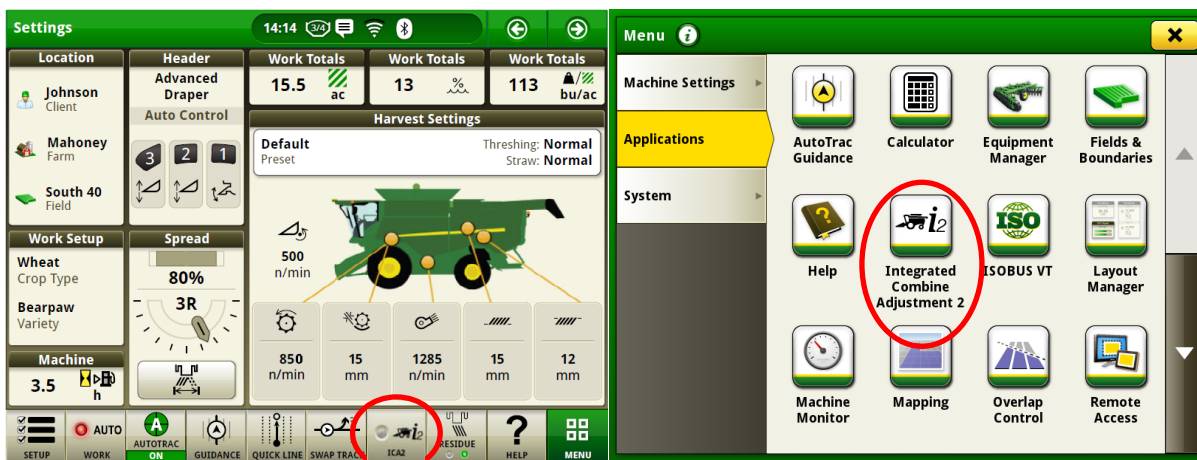 Settings
14:14
3/4
Location
Johnson
Client
Mahoney
Farm
South 40
Field
Work Setup
Wheat
Crop Type
Bearpaw
Variety
Machine
3.5
h
Header
Advanced
Draper
Auto Control
3 2 1
Spread
80%
3R
Work Totals
15.5
ac
Work Totals
13
%
Work Totals
113
bu/ac
Harvest Settings
Default
Preset
Threshing: Normal
Straw: Normal
500
n/min
850
n/min
15
mm
1285
n/min
15
mm
12
mm
SETUP
AUTO
WORK
A
AUTOTRAC
ON
GUIDANCE
QUICK LINE
SWAP TRACK
i2
ICA2
RESIDUE
?
HELP
MENU
Menu i
Machine Settings
Applications
System
AutoTrac
Guidance
Calculator
Equipment
Manager
Fields &
Boundaries
?
Help
i2
Integrated
Combine
Adjustment 2
ISO
ISOBUS VT
Layout
Manager
Machine
Monitor
Mapping
Overlap
Control
Remote
Access